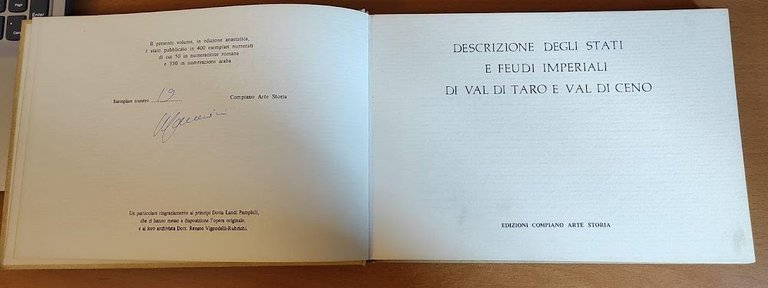 Il presente volume, in edizione anastatica,
è stato pubblicato in 400 esemplari numerati
di cui 50 in numerazione romana
e 350 in numerazione araba
Esemplare numero 19 Compiano Arte Storia
Un particolare ringraziamento ai principi Doria Landi Pamphili,
che ci hanno messo a disposizione l'opera originale,
e al loro archivista Dott. Renato Vignodelli-Rubrichi.
DESCRIZIONE DEGLI STATI
E FEUDI IMPERIALI
DI VAL DI TARO E VAL DI CENO
EDIZIONI COMPIANO ARTE STORIA